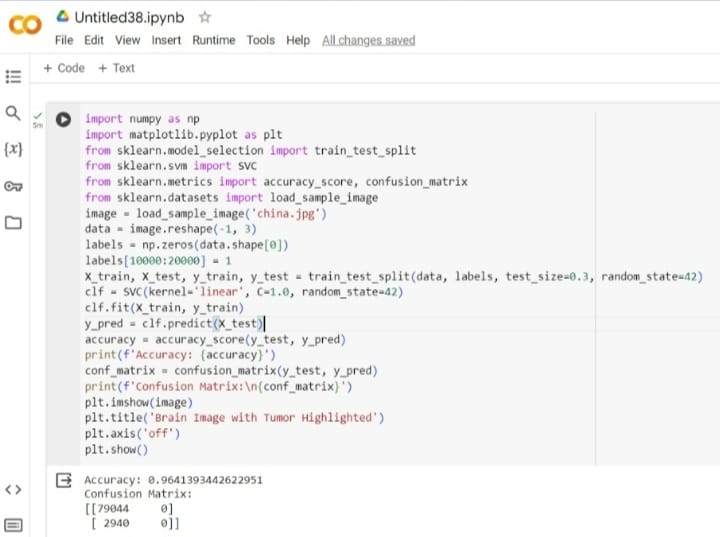 Untitled38.ipynb
File Edit View Insert Runtime Tools Help All changes saved
+ Code + Text
5m
import numpy as np
import matplotlib.pyplot as plt
from sklearn.model_selection import train_test_split
from sklearn.svm import SVC
from sklearn.metrics import accuracy_score, confusion_matrix
from sklearn.datasets import load_sample_image
image = load_sample_image('china.jpg')
data = image.reshape(-1, 3)
labels = np.zeros(data.shape[0])
labels[10000:20000] = 1
X_train, X_test, y_train, y_test = train_test_split(data, labels, test_size=0.3, random_state=42)
clf = SVC(kernel='linear', C=1.0, random_state=42)
clf.fit(X_train, y_train)
y_pred = clf.predict(X_test)
accuracy = accuracy_score(y_test, y_pred)
print(f'Accuracy: {accuracy}')
conf_matrix = confusion_matrix(y_test, y_pred)
print(f'Confusion Matrix:\n{conf_matrix}')
plt.imshow(image)
plt.title('Brain Image with Tumor Highlighted')
plt.axis('off')
plt.show()
Accuracy: 0.9641393442622951
Confusion Matrix:
[[79044 0]
[ 2940 0]]